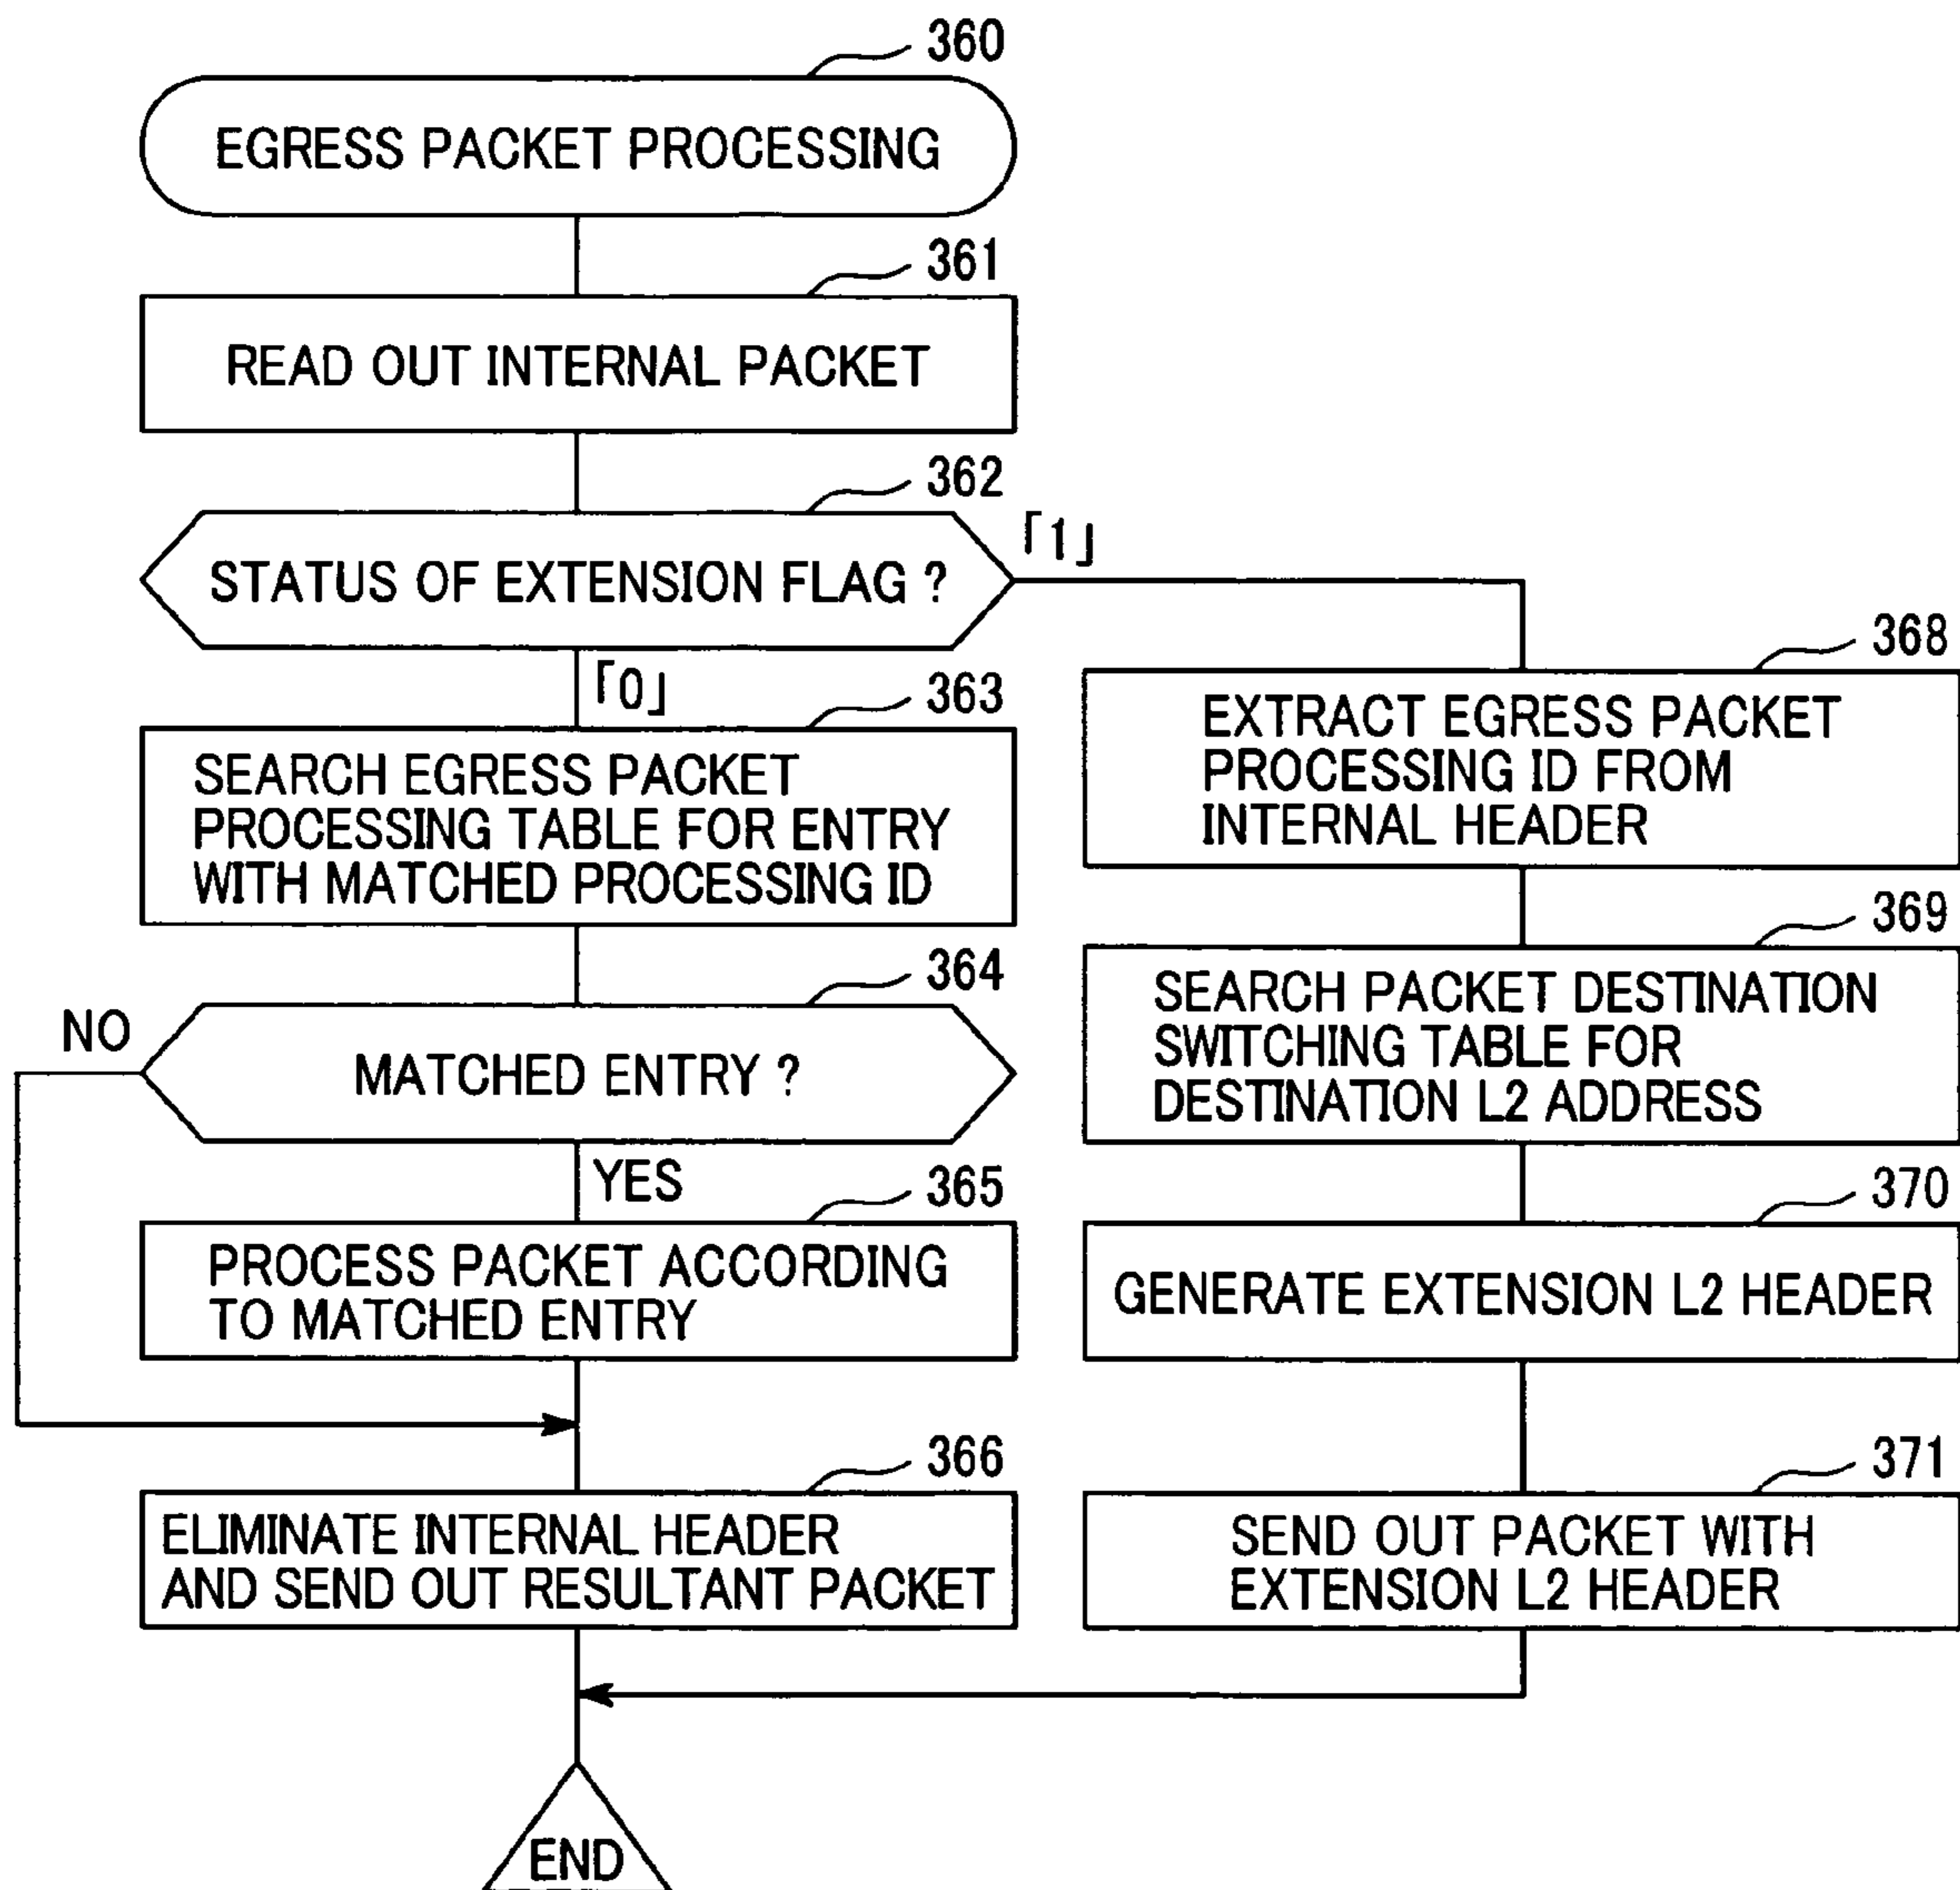 360
EGRESS PACKET PROCESSING
361
READ OUT INTERNAL PACKET
362
STATUS OF EXTENSION FLAG ?
「1」
「0」
363
SEARCH EGRESS PACKET
PROCESSING TABLE FOR ENTRY
WITH MATCHED PROCESSING ID
364
NO
MATCHED ENTRY ?
YES
365
PROCESS PACKET ACCORDING
TO MATCHED ENTRY
366
ELIMINATE INTERNAL HEADER
AND SEND OUT RESULTANT PACKET
368
EXTRACT EGRESS PACKET
PROCESSING ID FROM
INTERNAL HEADER
369
SEARCH PACKET DESTINATION
SWITCHING TABLE FOR
DESTINATION L2 ADDRESS
370
GENERATE EXTENSION L2 HEADER
371
SEND OUT PACKET WITH
EXTENSION L2 HEADER
END